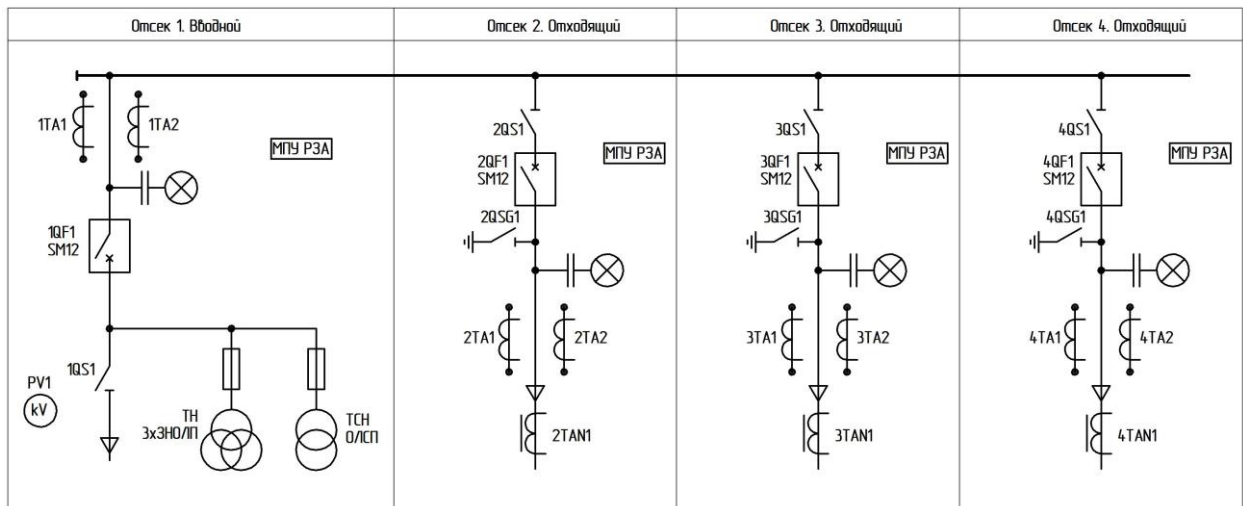 Отсек 1. Вводной
Отсек 2. Отходящий
Отсек 3. Отходящий
Отсек 4. Отходящий
1TA1
1TA2
МПУ РЗА
1QF1
SM12
1QS1
PV1
kV
ТН
3х3НОЛП
ТСН
ОЛСП
2QS1
МПУ РЗА
2QF1
SM12
2QSG1
2TA1
2TA2
2TAN1
3QS1
МПУ РЗА
3QF1
SM12
3QSG1
3TA1
3TA2
3TAN1
4QS1
МПУ РЗА
4QF1
SM12
4QSG1
4TA1
4TA2
4TAN1